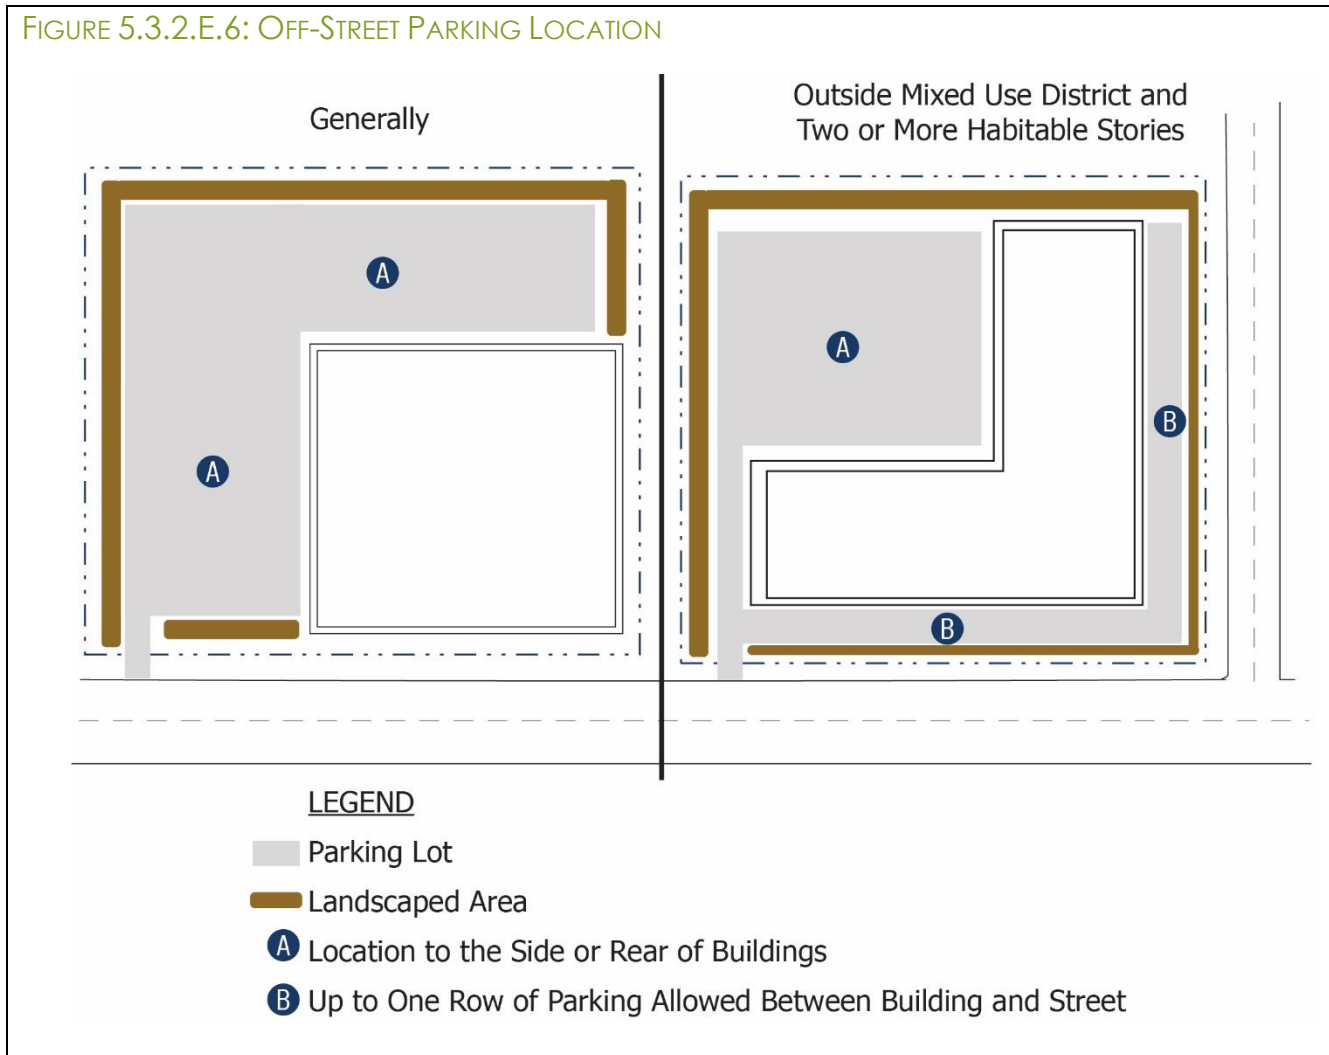 FIGURE 5.3.2.E.6: OFF-STREET PARKING LOCATION
Generally
Outside Mixed Use District and
Two or More Habitable Stories
A
A
A
B
B
LEGEND
Parking Lot
Landscaped Area
A Location to the Side or Rear of Buildings
B Up to One Row of Parking Allowed Between Building and Street